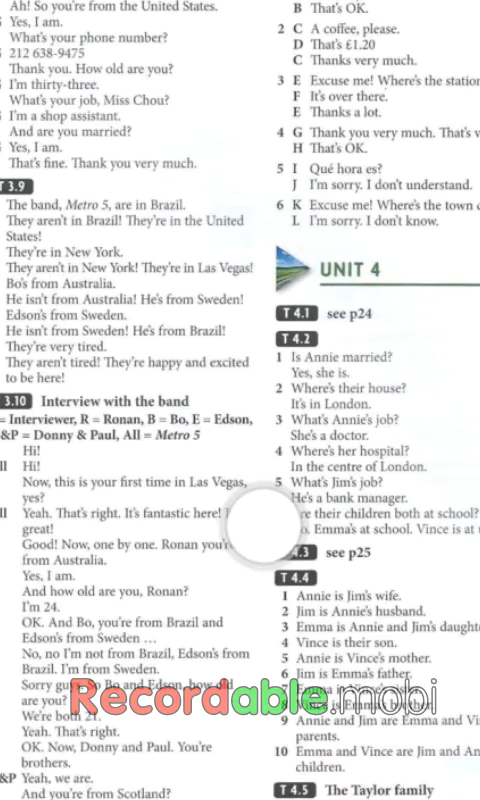 Ah! So you're from the United States.
Yes, I am.
What's your phone number?
212 638-9475
Thank you. How old are you?
I'm thirty-three.
What's your job, Miss Chou?
I'm a shop assistant.
And are you married?
Yes, I am.
That's fine. Thank you very much.
T 3.9
The band, Metro 5, are in Brazil.
They aren't in Brazil! They're in the United
States!
They're in New York.
They aren't in New York! They're in Las Vegas!
Bo's from Australia.
He isn't from Australia! He's from Sweden!
Edson's from Sweden.
He isn't from Sweden! He's from Brazil!
They're very tired.
They aren't tired! They're happy and excited
to be here!
3.10 Interview with the band
= Interviewer, R = Ronan, B = Bo, E = Edson,
&P = Donny & Paul, All = Metro 5
Hi!
ll Hi!
Now, this is your first time in Las Vegas,
yes?
ll Yeah. That's right. It's fantastic here!
great!
Good! Now, one by one. Ronan you're
from Australia.
Yes, I am.
And how old are you, Ronan?
I'm 24.
OK. And Bo, you're from Brazil and
Edson's from Sweden ...
No, no I'm not from Brazil, Edson's from
Brazil. I'm from Sweden.
Sorry guys. So Bo and Edson, how old
are you?
We're both 21.
Yeah. That's right.
OK. Now, Donny and Paul. You're
brothers.
&P Yeah, we are.
And you're from Scotland?
B That's OK.
2 C A coffee, please.
D That's £1.20
C Thanks very much.
3 E Excuse me! Where's the station
F It's over there.
E Thanks a lot.
4 G Thank you very much. That's v
H That's OK.
5 I Qué hora es?
J I'm sorry. I don't understand.
6 K Excuse me! Where's the town
L I'm sorry. I don't know.
UNIT 4
T 4.1 see p24
T 4.2
1 Is Annie married?
Yes, she is.
2 Where's their house?
It's in London.
3 What's Annie's job?
She's a doctor.
4 Where's her hospital?
In the centre of London.
5 What's Jim's job?
He's a bank manager.
re their children both at school?
o. Emma's at school. Vince is at
4.3 see p25
T 4.4
1 Annie is Jim's wife.
2 Jim is Annie's husband.
3 Emma is Annie and Jim's daught
4 Vince is their son.
5 Annie is Vince's mother.
6 Jim is Emma's father.
7 Emma is
8 Vince is Emma's brother.
9 Annie and Jim are Emma and Vi
parents.
10 Emma and Vince are Jim and An
children.
T 4.5 The Taylor family
Recordable.mobi